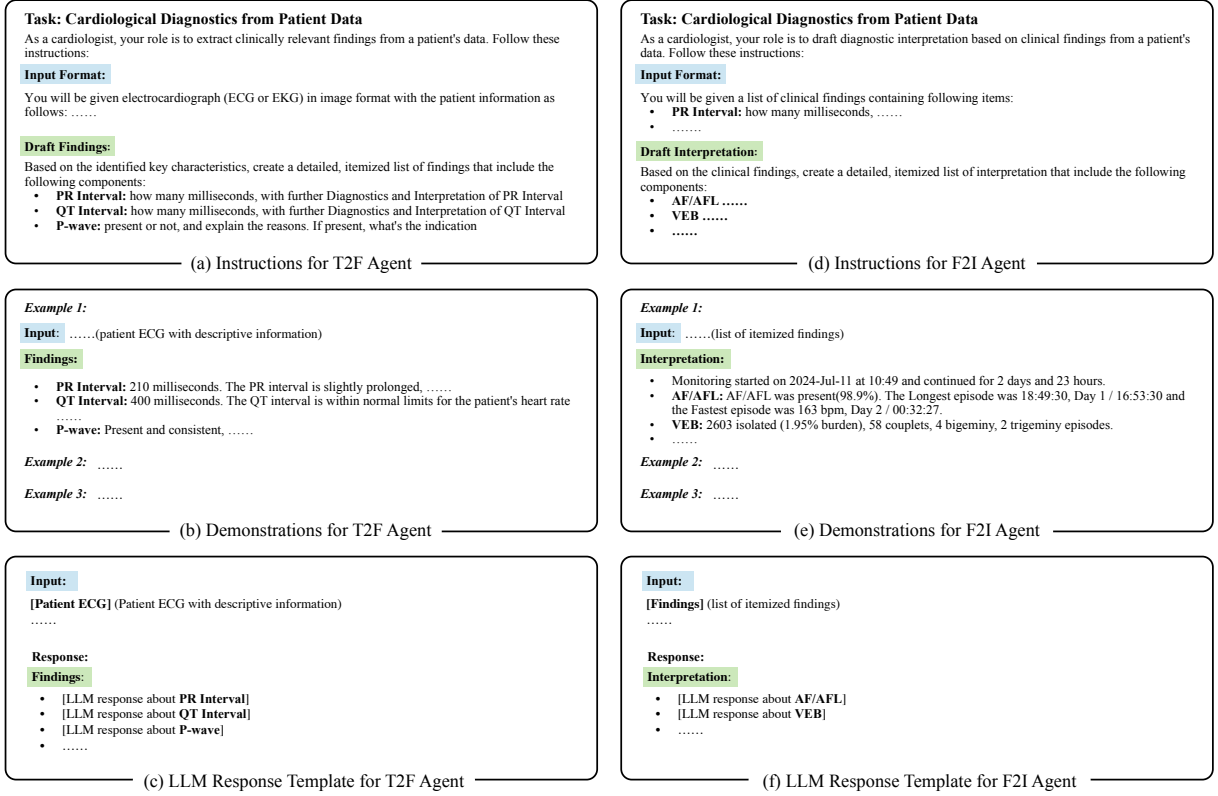 Task: Cardiological Diagnostics from Patient Data
As a cardiologist, your role is to extract clinically relevant findings from a patient's data. Follow these
instructions:
Input Format:
You will be given electrocardiograph (ECG or EKG) in image format with the patient information as
follows: ……
Draft Findings:
Based on the identified key characteristics, create a detailed, itemized list of findings that include the
following components:
• PR Interval: how many milliseconds, with further Diagnostics and Interpretation of PR Interval
• QT Interval: how many milliseconds, with further Diagnostics and Interpretation of QT Interval
• P-wave: present or not, and explain the reasons. If present, what's the indication
(a) Instructions for T2F Agent
Example 1:
Input: ……(patient ECG with descriptive information)
Findings:
• PR Interval: 210 milliseconds. The PR interval is slightly prolonged, ……
• QT Interval: 400 milliseconds. The QT interval is within normal limits for the patient's heart rate
……
• P-wave: Present and consistent, ……
Example 2: ……
Example 3: ……
(b) Demonstrations for T2F Agent
Input:
[Patient ECG] (Patient ECG with descriptive information)
……
Response:
Findings:
• [LLM response about PR Interval]
• [LLM response about QT Interval]
• [LLM response about P-wave]
• ……
(c) LLM Response Template for T2F Agent
Task: Cardiological Diagnostics from Patient Data
As a cardiologist, your role is to draft diagnostic interpretation based on clinical findings from a patient's
data. Follow these instructions:
Input Format:
You will be given a list of clinical findings containing following items:
• PR Interval: how many milliseconds, ……
• …….
Draft Interpretation:
Based on the clinical findings, create a detailed, itemized list of interpretation that include the following
components:
• AF/AFL ……
• VEB ……
• ……
(d) Instructions for F2I Agent
Example 1:
Input: ……(list of itemized findings)
Interpretation:
• Monitoring started on 2024-Jul-11 at 10:49 and continued for 2 days and 23 hours.
• AF/AFL: AF/AFL was present(98.9%). The Longest episode was 18:49:30, Day 1 / 16:53:30 and
the Fastest episode was 163 bpm, Day 2 / 00:32:27.
• VEB: 2603 isolated (1.95% burden), 58 couplets, 4 bigeminy, 2 trigeminy episodes.
• ……
Example 2: ……
Example 3: ……
(e) Demonstrations for F2I Agent
Input:
[Findings] (list of itemized findings)
……
Response:
Interpretation:
• [LLM response about AF/AFL]
• [LLM response about VEB]
• ……
(f) LLM Response Template for F2I Agent